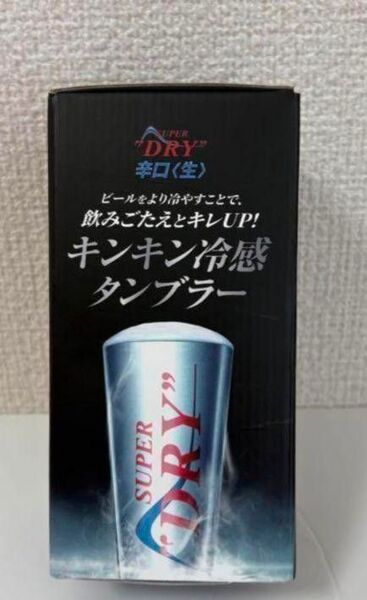 SUPER
"DRY"
辛口〈生〉
ビールをより冷やすことで、
飲みごたえとキレUP!
キンキン冷感
タンブラー
SUPER
"DRY"